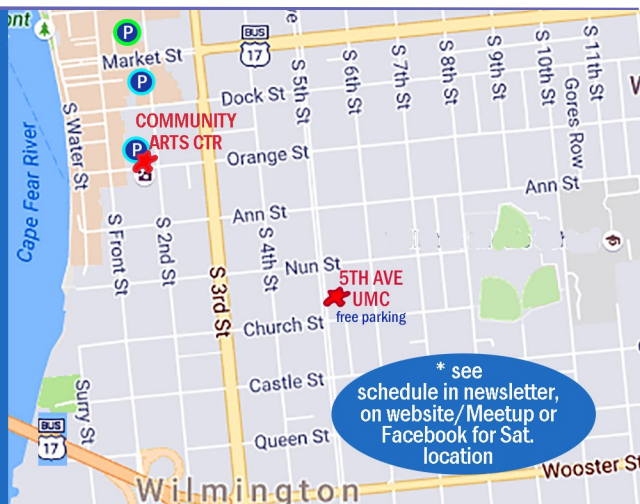 ont
P
Market St
BUS
17
S 5th St
S 6th St
S 7th St
S 8th St
S 9th St
S 10th St
S 11th St
Gores Row
P
Dock St
COMMUNITY
ARTS CTR
P
Orange St
S Water St
Cape Fear River
Ann St
Ann St
S Front St
S 2nd St
S 3rd St
S 4th St
Nun St
5TH AVE
UMC
free parking
Church St
* see
schedule in newsletter,
on website/Meetup or
Facebook for Sat.
location
Castle St
Surry St
BUS
17
Queen St
Wooster St
Wilmington